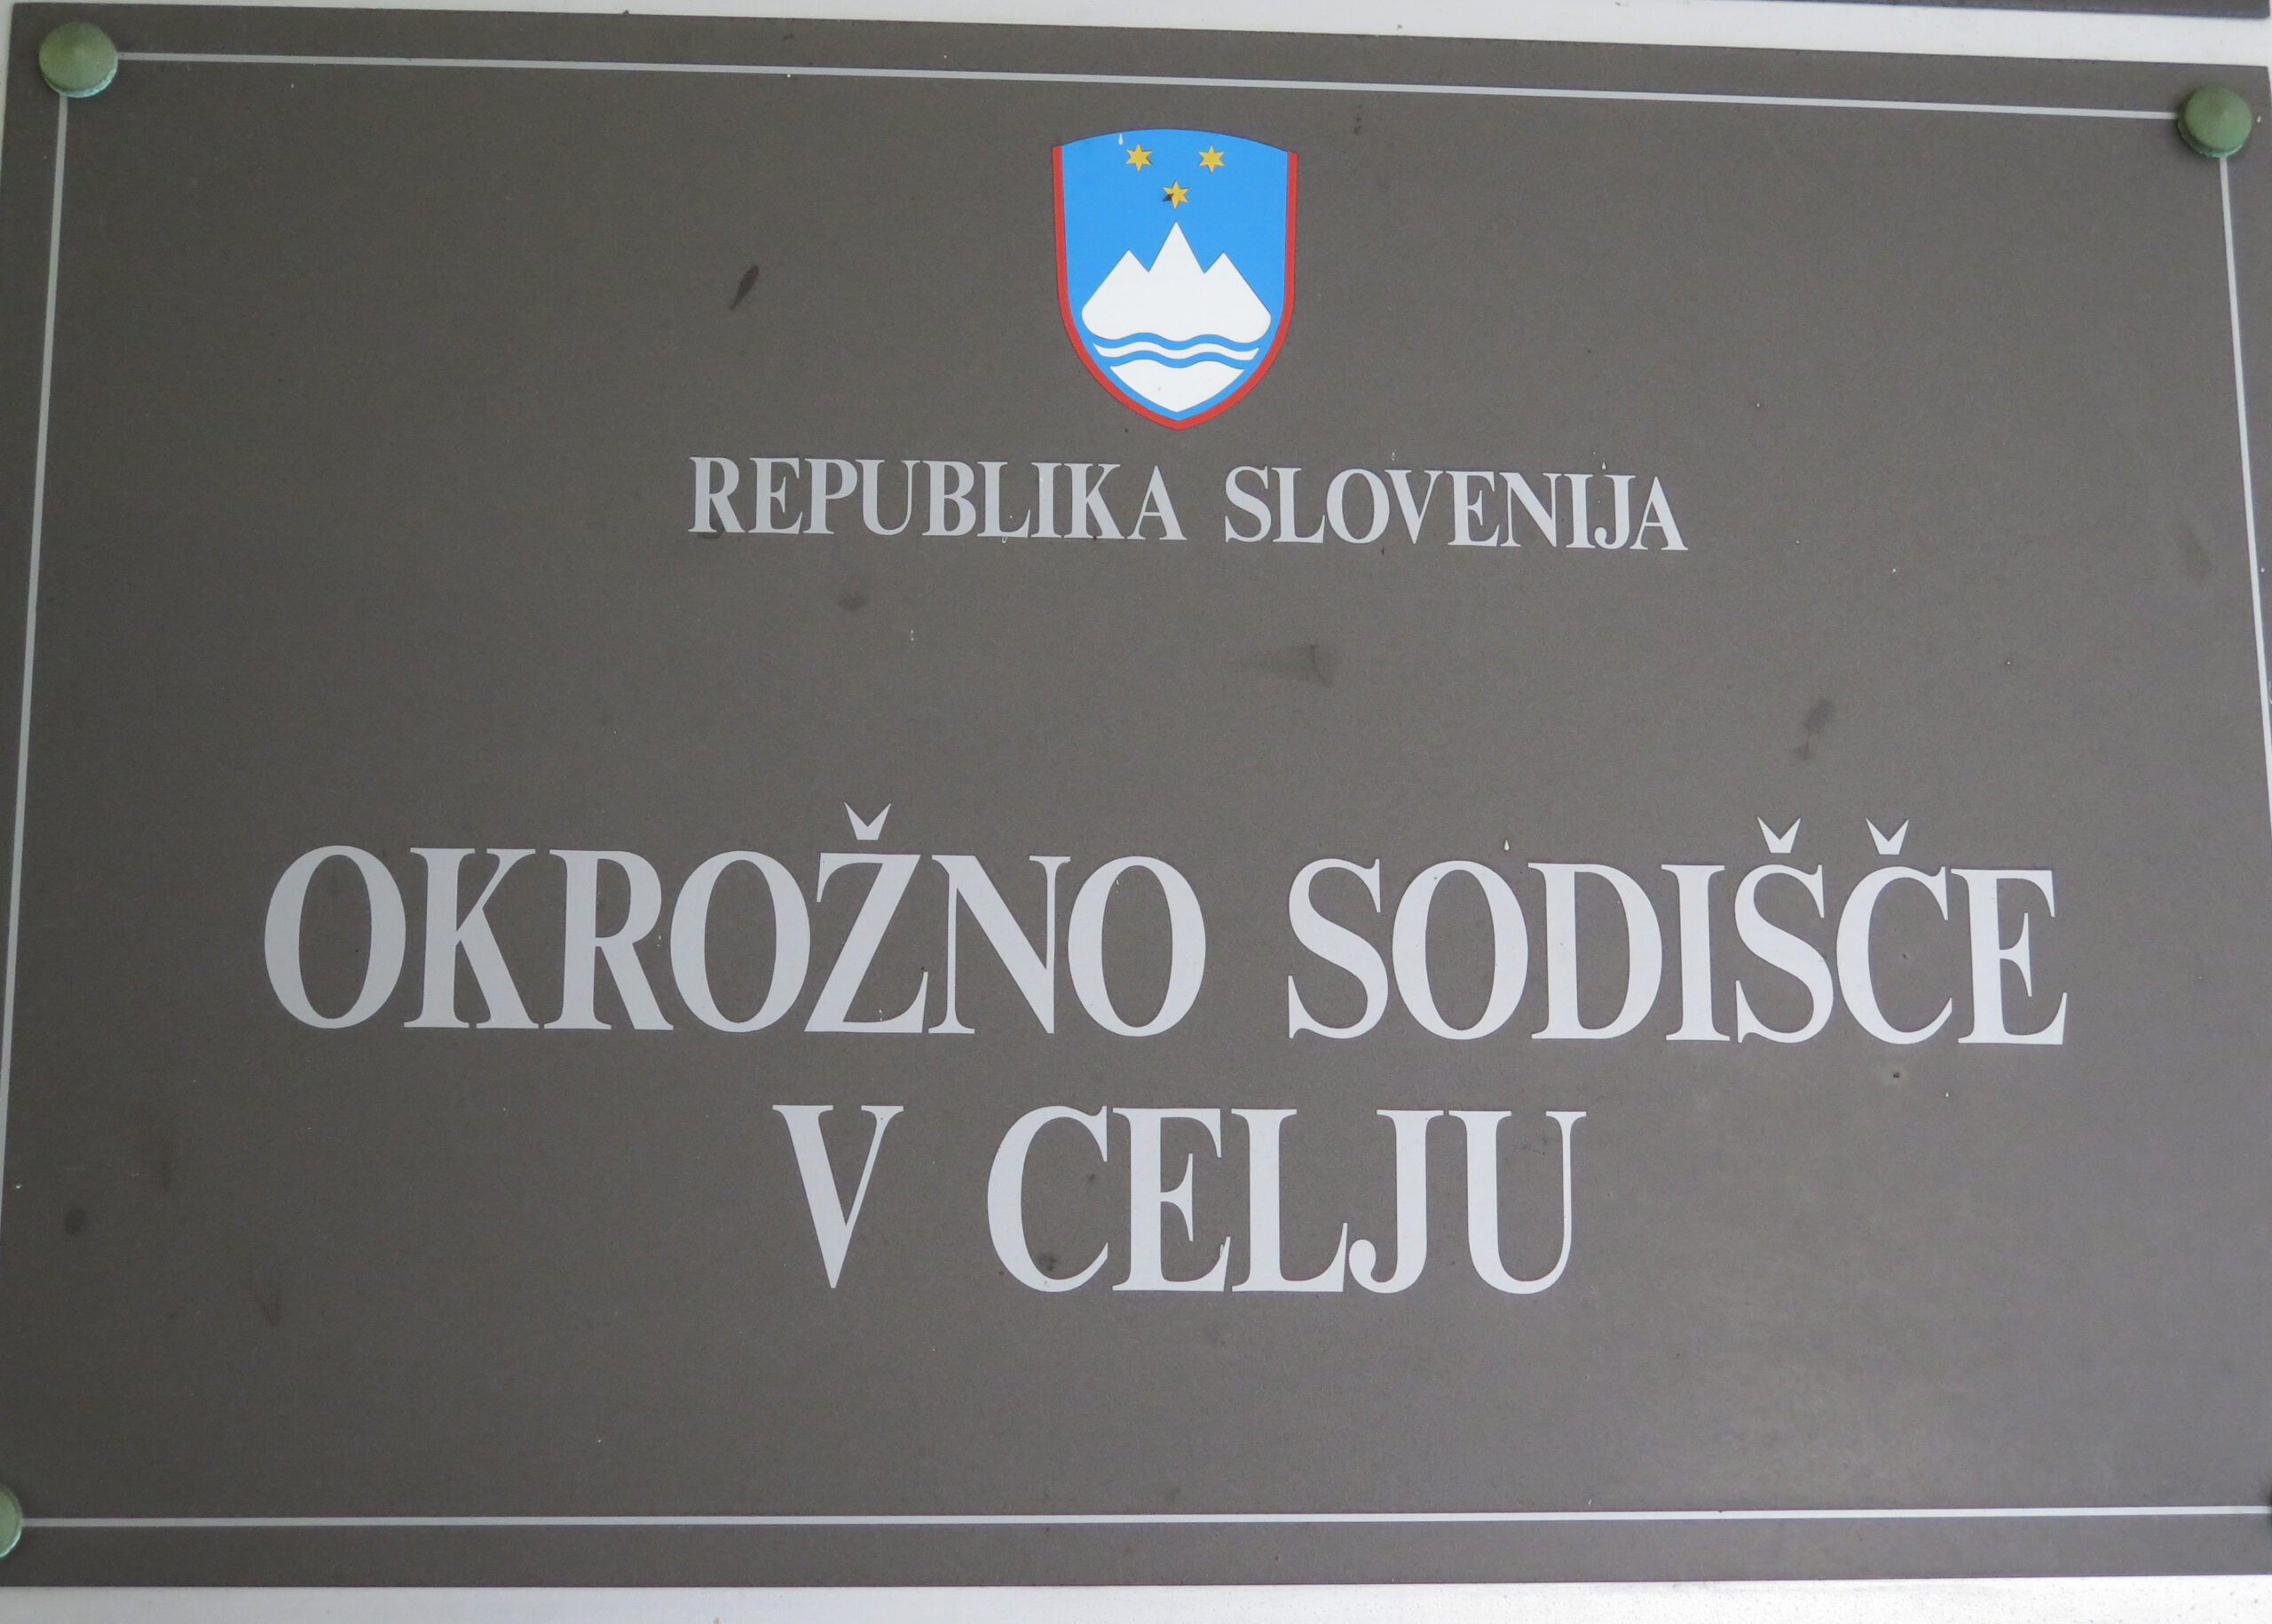 REPUBLIKA SLOVENIJA
OKROŽNO SODIŠČE
V CELJU